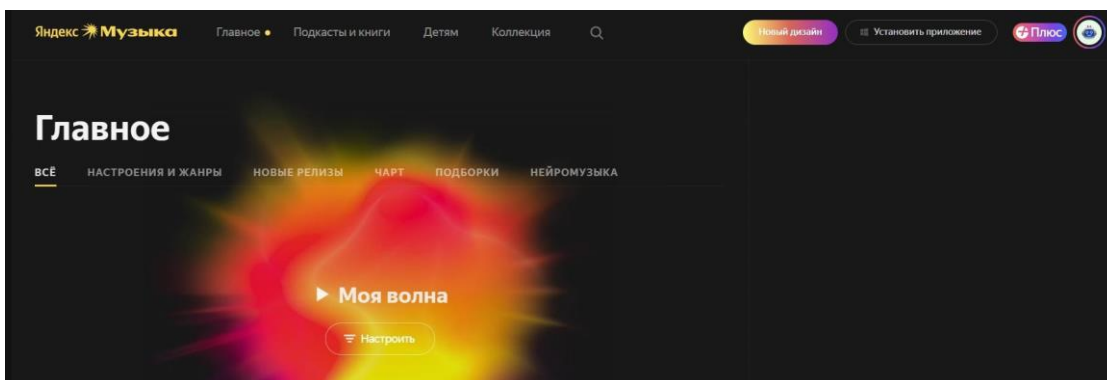 Яндекс Музыка Главное Подкасты и книги Детям Коллекция Новый дизайн Установить приложение Плюс
Главное
ВСЁ НАСТРОЕНИЯ И ЖАНРЫ НОВЫЕ РЕЛИЗЫ ЧАРТ ПОДБОРКИ НЕЙРОМУЗЫКА
Моя волна
Настроить